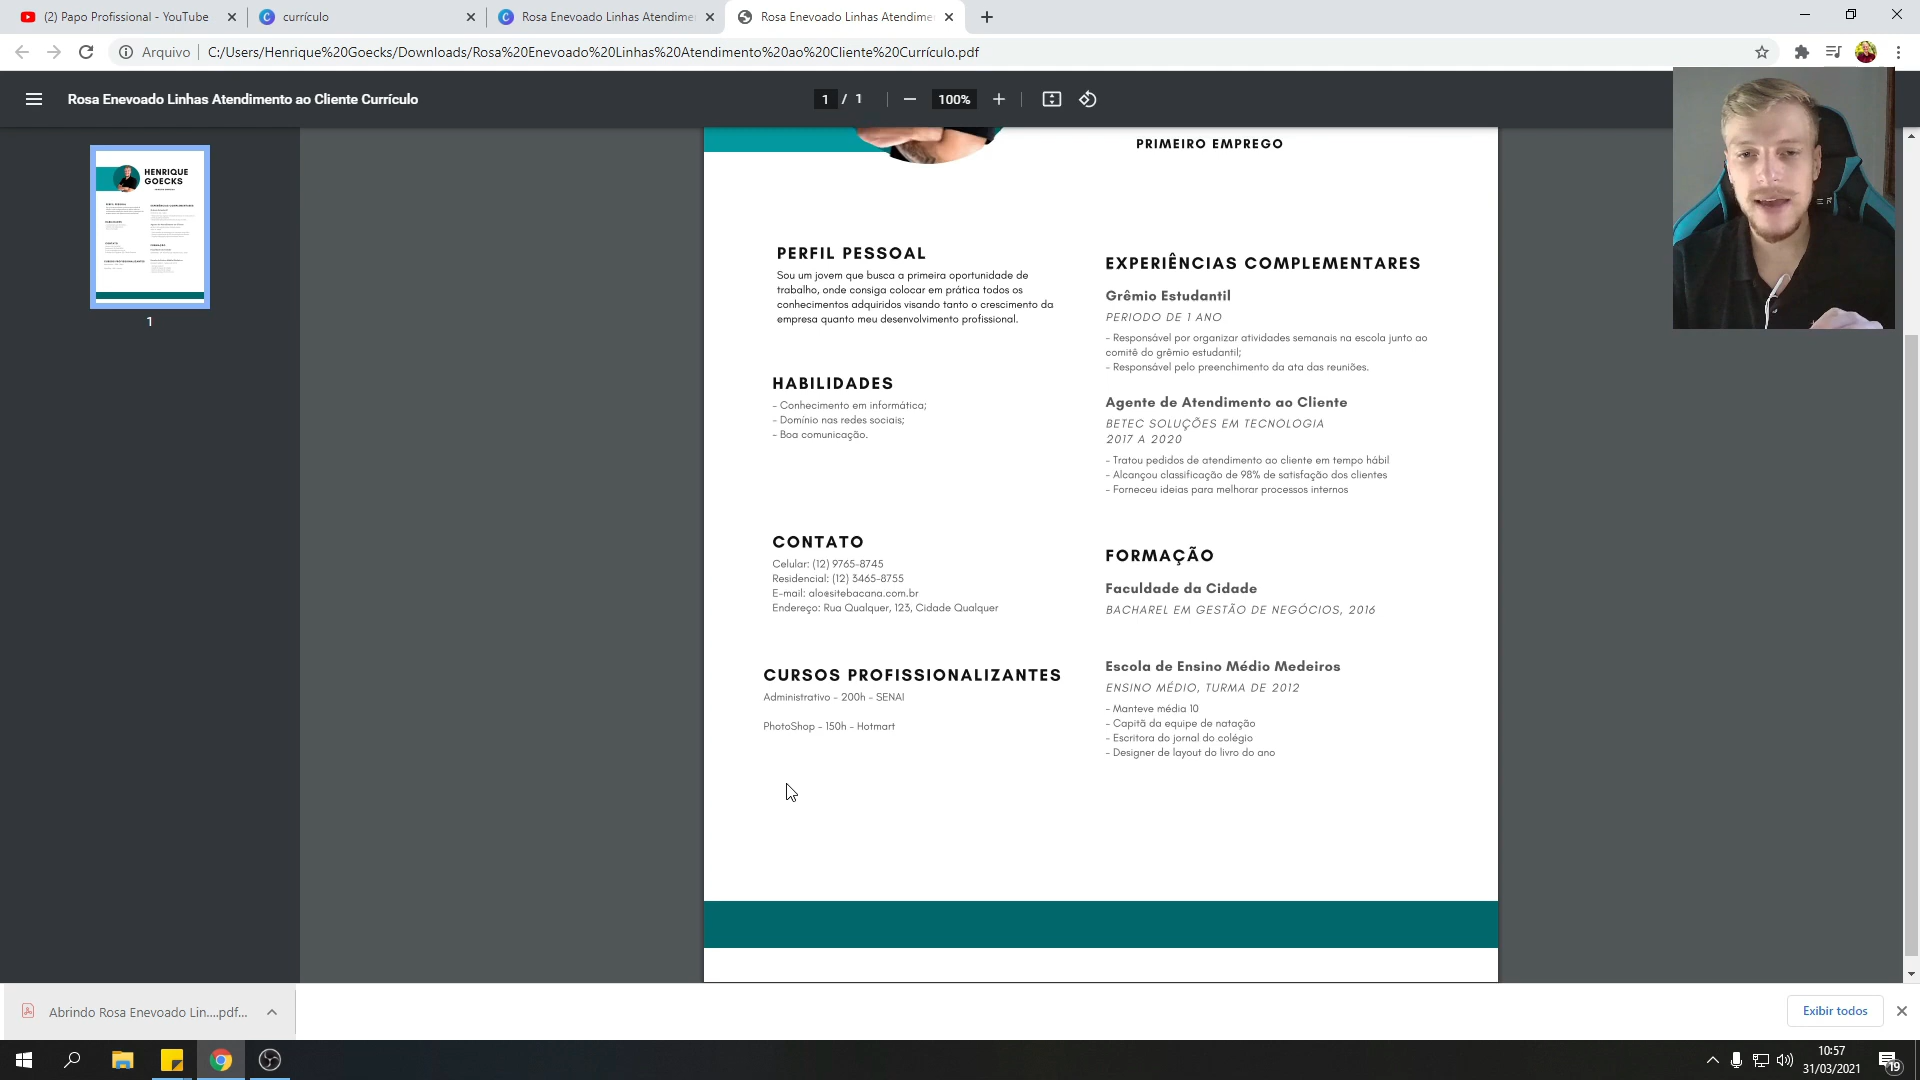 (2) Papo Profissional - YouTube
currículo
Rosa Enevoado Linhas Atendime
Rosa Enevoado Linhas Atendime
Arquivo
C:/Users/Henrique%20Goecks/Downloads/Rosa%20Enevoado%20Linhas%20Atendimento%20ao%20Cliente%20Currículo.pdf
Rosa Enevoado Linhas Atendimento ao Cliente Currículo
1 / 1
100%
HENRIQUE
GOECKS
1
PRIMEIRO EMPREGO
PERFIL PESSOAL
Sou um jovem que busca a primeira oportunidade de
trabalho, onde consiga colocar em prática todos os
conhecimentos adquiridos visando tanto o crescimento da
empresa quanto meu desenvolvimento profissional.
HABILIDADES
- Conhecimento em informática;
- Domínio nas redes sociais;
- Boa comunicação.
CONTATO
Celular: (12) 9765-8745
Residencial: (12) 3465-8755
E-mail: alo@sitebacana.com.br
Endereço: Rua Qualquer, 123, Cidade Qualquer
CURSOS PROFISSIONALIZANTES
Administrativo - 200h - SENAI
PhotoShop - 150h - Hotmart
EXPERIÊNCIAS COMPLEMENTARES
Grêmio Estudantil
PERIODO DE 1 ANO
- Responsável por organizar atividades semanais na escola junto ao
comitê do grêmio estudantil;
- Responsável pelo preenchimento da ata das reuniões.
Agente de Atendimento ao Cliente
BETEC SOLUÇÕES EM TECNOLOGIA
2017 A 2020
- Tratou pedidos de atendimento ao cliente em tempo hábil
- Alcançou classificação de 98% de satisfação dos clientes
- Forneceu ideias para melhorar processos internos
FORMAÇÃO
Faculdade da Cidade
BACHAREL EM GESTÃO DE NEGÓCIOS, 2016
Escola de Ensino Médio Medeiros
ENSINO MÉDIO, TURMA DE 2012
- Manteve média 10
- Capitã da equipe de natação
- Escritora do jornal do colégio
- Designer de layout do livro do ano
Abrindo Rosa Enevoado Lin....pdf...
Exibir todos
10:57
31/03/2021
19